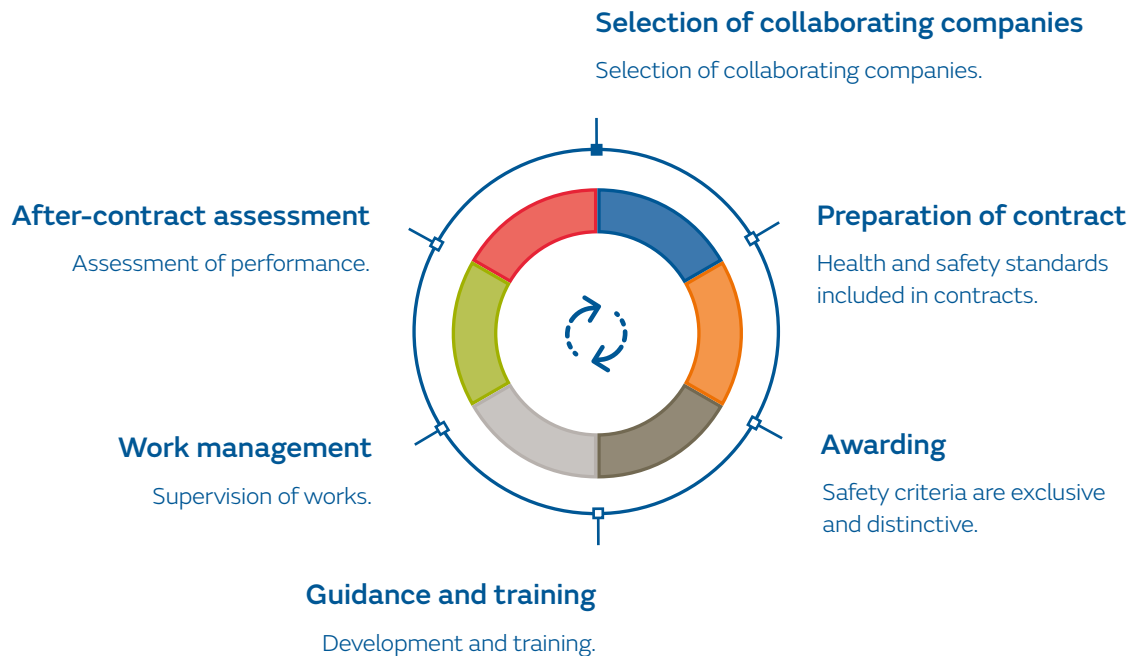 Selection of collaborating companies
Selection of collaborating companies.
Preparation of contract
Health and safety standards
included in contracts.
Awarding
Safety criteria are exclusive
and distinctive.
Guidance and training
Development and training.
Work management
Supervision of works.
After-contract assessment
Assessment of performance.